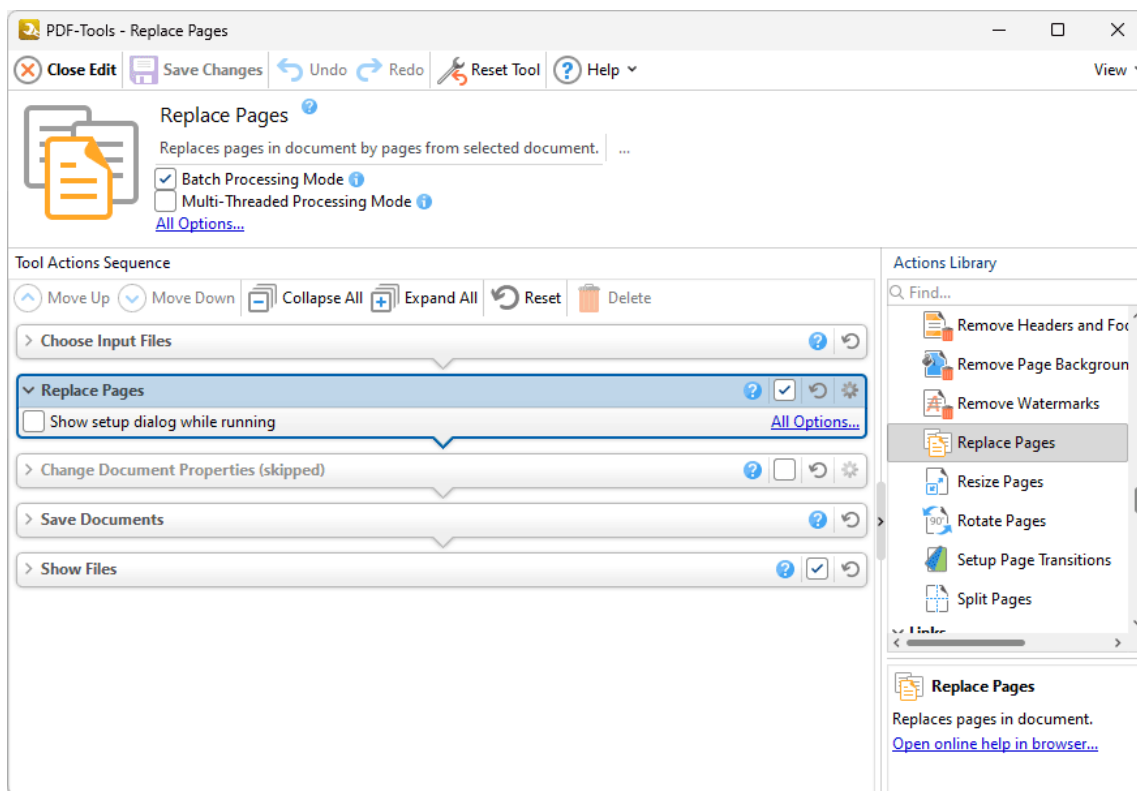 PDF-Tools - Replace Pages
Close Edit Save Changes Undo Redo Reset Tool ? Help View
Replace Pages ?
Replaces pages in document by pages from selected document. ...
Batch Processing Mode i
Multi-Threaded Processing Mode i
All Options...
Tool Actions Sequence
Move Up Move Down Collapse All Expand All Reset Delete
Choose Input Files ?
Replace Pages ?
Show setup dialog while running All Options...
Change Document Properties (skipped) ?
Save Documents ?
Show Files ?
Actions Library
Find...
Remove Headers and Foo
Remove Page Backgroun
Remove Watermarks
Replace Pages
Resize Pages
90° Rotate Pages
Setup Page Transitions
Split Pages
Links
Replace Pages
Replaces pages in document.
Open online help in browser...